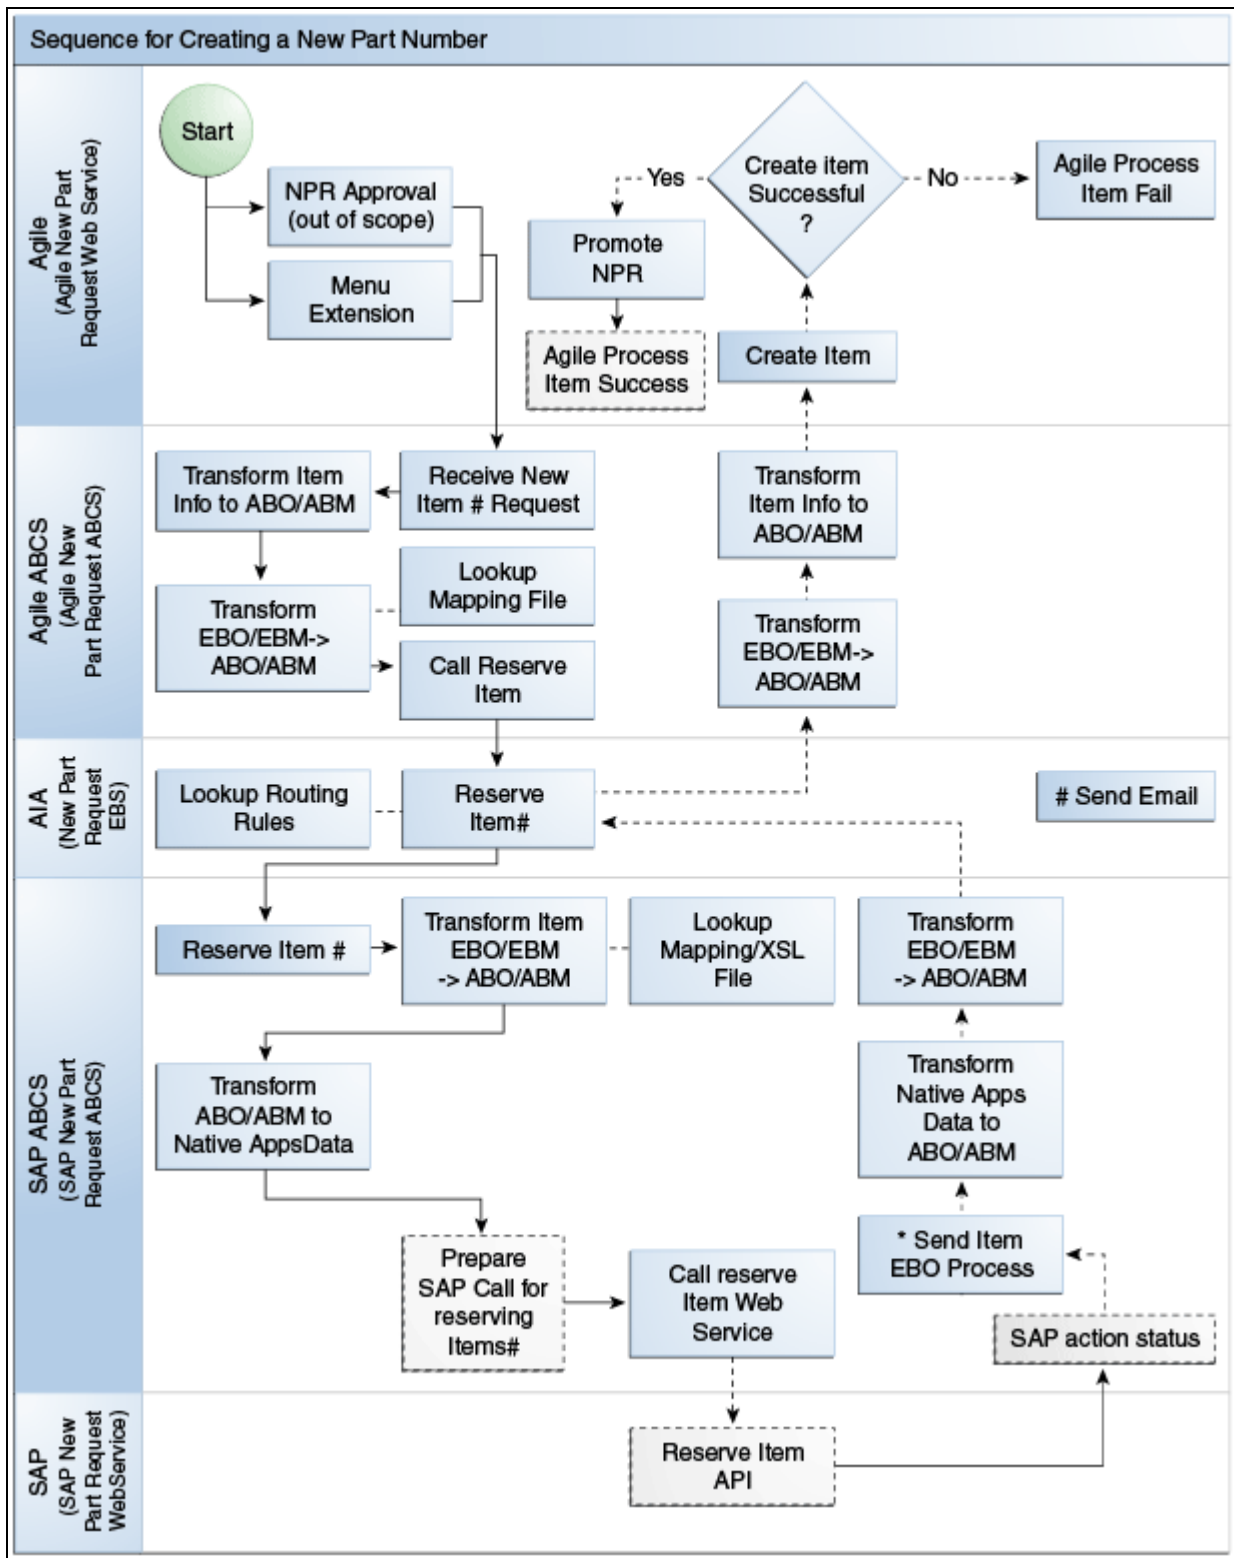 Sequence for Creating a New Part Number
Agile
(Agile New Part
Request Web Service)
Start
NPR Approval
(out of scope)
Menu
Extension
Yes
Create item
Successful
?
No
Agile Process
Item Fail
Promote
NPR
Agile Process
Item Success
Create Item
Agile ABCS
(Agile New
Part Request ABCS)
Transform Item
Info to ABO/ABM
Receive New
Item # Request
Lookup
Mapping File
Transform
EBO/EBM->
ABO/ABM
Call Reserve
Item
Transform
Item Info to
ABO/ABM
Transform
EBO/EBM->
ABO/ABM
AIA
(New Part
Request
EBS)
Lookup Routing
Rules
Reserve
Item#
# Send Email
SAP ABCS
(SAP New Part
Request ABCS)
Reserve Item #
Transform Item
EBO/EBM
-> ABO/ABM
Lookup
Mapping/XSL
File
Transform
EBO/EBM
-> ABO/ABM
Transform
ABO/ABM to
Native AppsData
Transform
Native Apps
Data to
ABO/ABM
Prepare
SAP Call for
reserving
Items#
Call reserve
Item Web
Service
* Send Item
EBO Process
SAP action status
SAP
(SAP New
Part Request
WebService)
Reserve Item
API